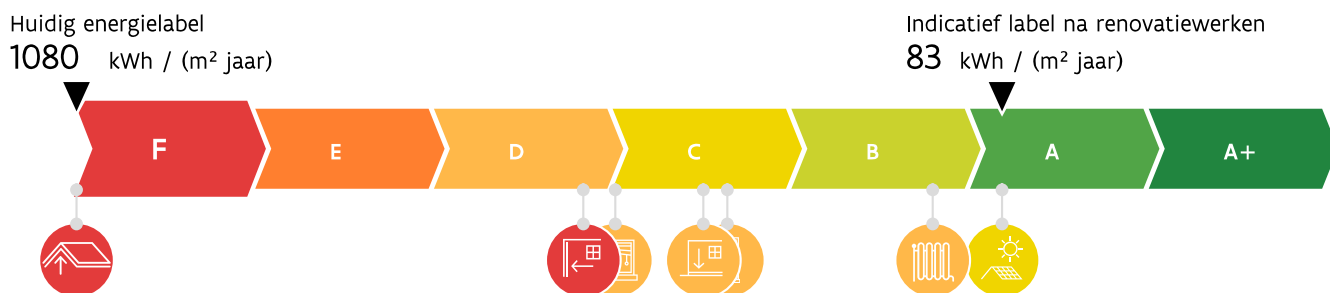 Huidig energielabel
1080 kWh / (m² jaar)
Indicatief label na renovatiewerken
83 kWh / (m² jaar)
F
E
D
C
B
A
A+